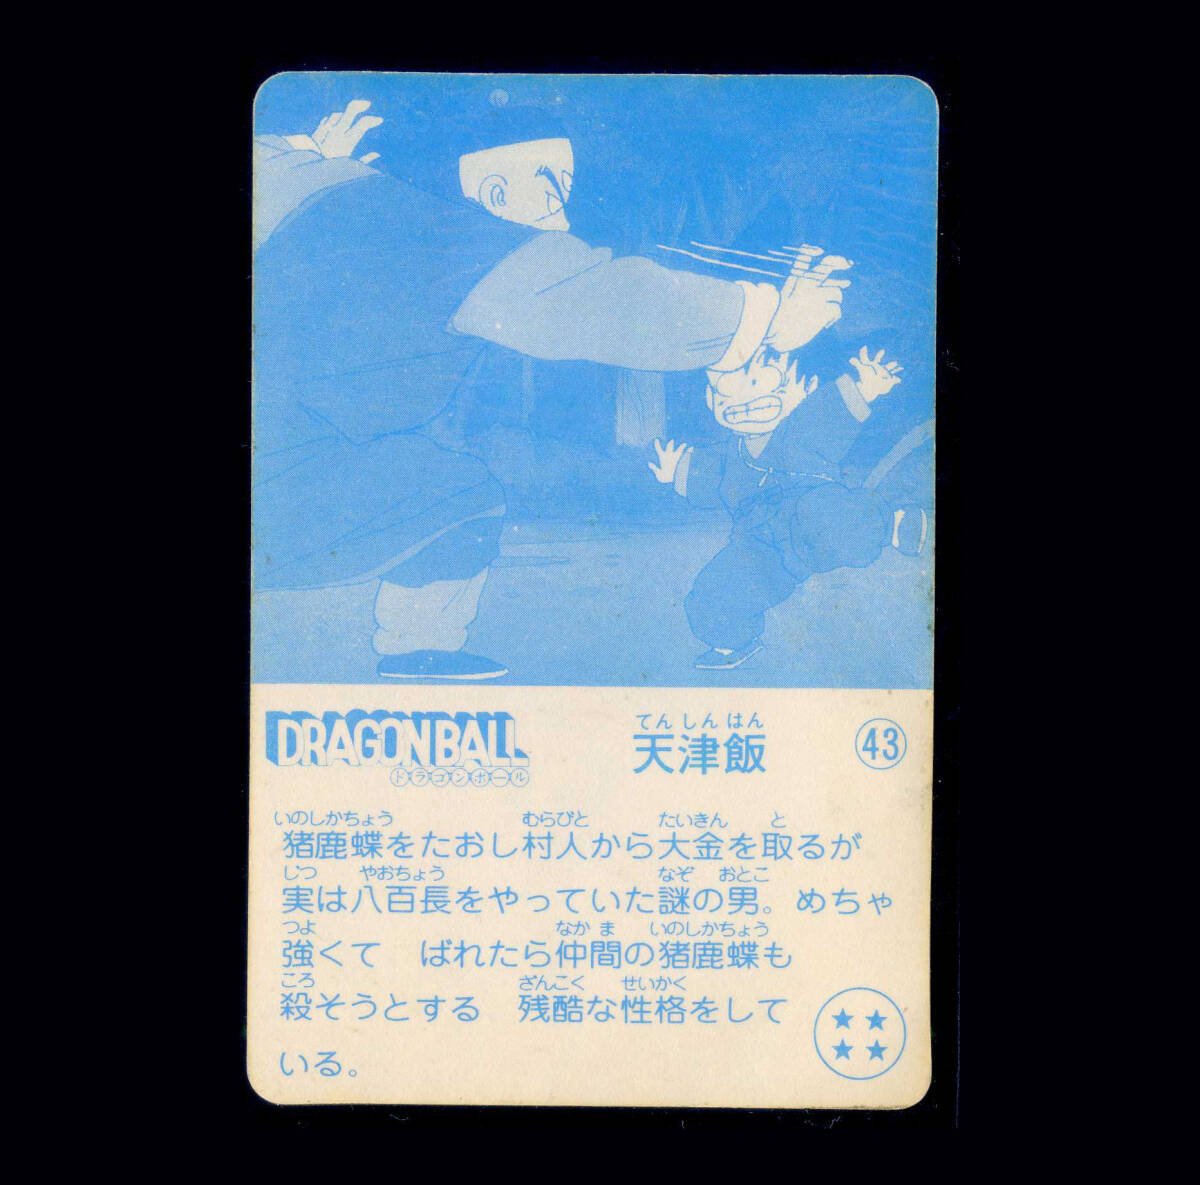 DRAGONBALL
ドラゴンボール
てんしんはん
天津飯
43
いのしかちょう むらびと たいきん と
猪鹿蝶をたおし村人から大金を取るが
じつ やおちょう なぞ おとこ
実は八百長をやっていた謎の男。めちゃ
つよ なかま いのしかちょう
強くて ばれたら仲間の猪鹿蝶も
ころ ざんこく せいかく
殺そうとする 残酷な性格をして
いる。